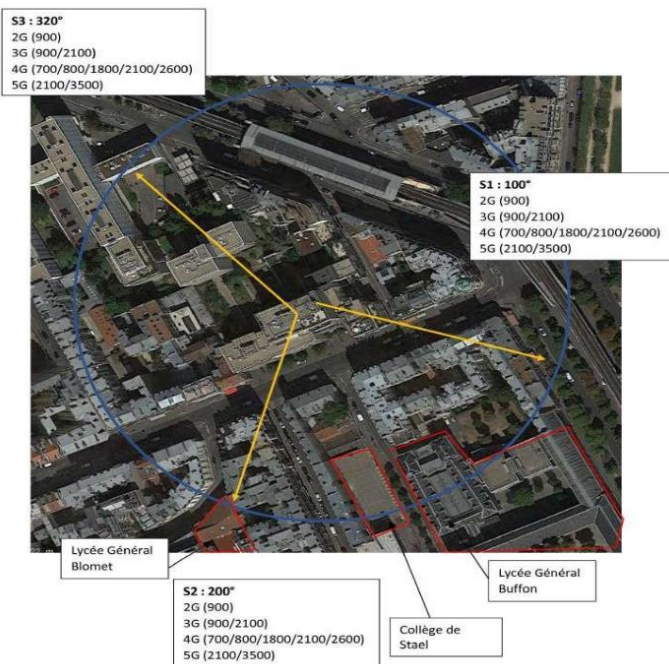 S3 : 320°
2G (900)
3G (900/2100)
4G (700/800/1800/2100/2600)
5G (2100/3500)
S1 : 100°
2G (900)
3G (900/2100)
4G (700/800/1800/2100/2600)
5G (2100/3500)
Lycée Général
Blomet
Lycée Général
Buffon
S2 : 200°
2G (900)
3G (900/2100)
4G (700/800/1800/2100/2600)
5G (2100/3500)
Collège de
Stael